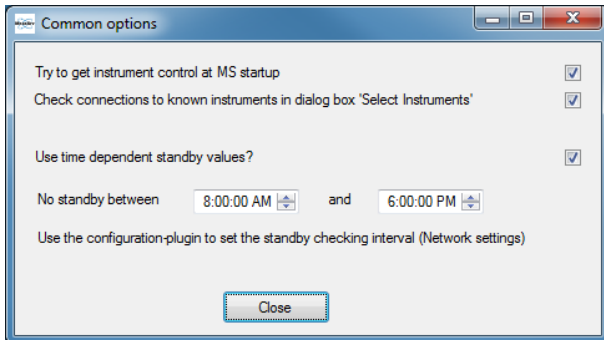 Common options
Try to get instrument control at MS startup
Check connections to known instruments in dialog box 'Select Instruments'
Use time dependent standby values?
No standby between 8:00:00 AM and 6:00:00 PM
Use the configuration-plugin to set the standby checking interval (Network settings)
Close